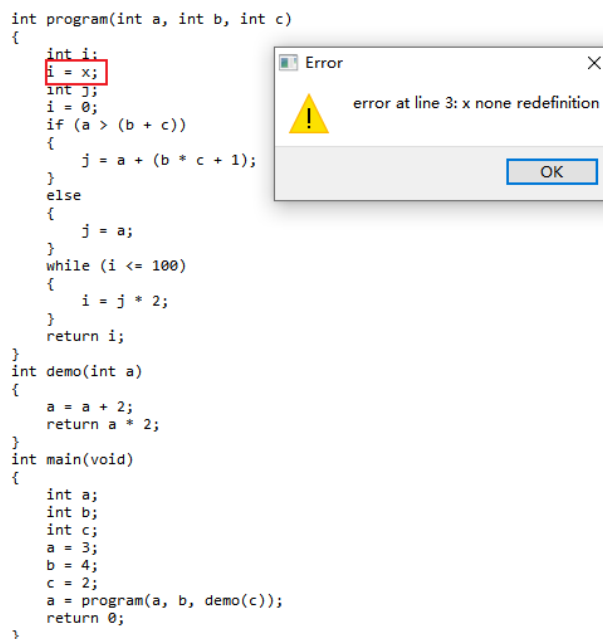 int program(int a, int b, int c)
{
int i;
i = x;
int j;
i = 0;
if (a > (b + c))
{
j = a + (b * c + 1);
}
else
{
j = a;
}
while (i <= 100)
{
i = j * 2;
}
return i;
}
int demo(int a)
{
a = a + 2;
return a * 2;
}
int main(void)
{
int a;
int b;
int c;
a = 3;
b = 4;
c = 2;
a = program(a, b, demo(c));
return 0;
}
Error
error at line 3: x none redefinition
OK